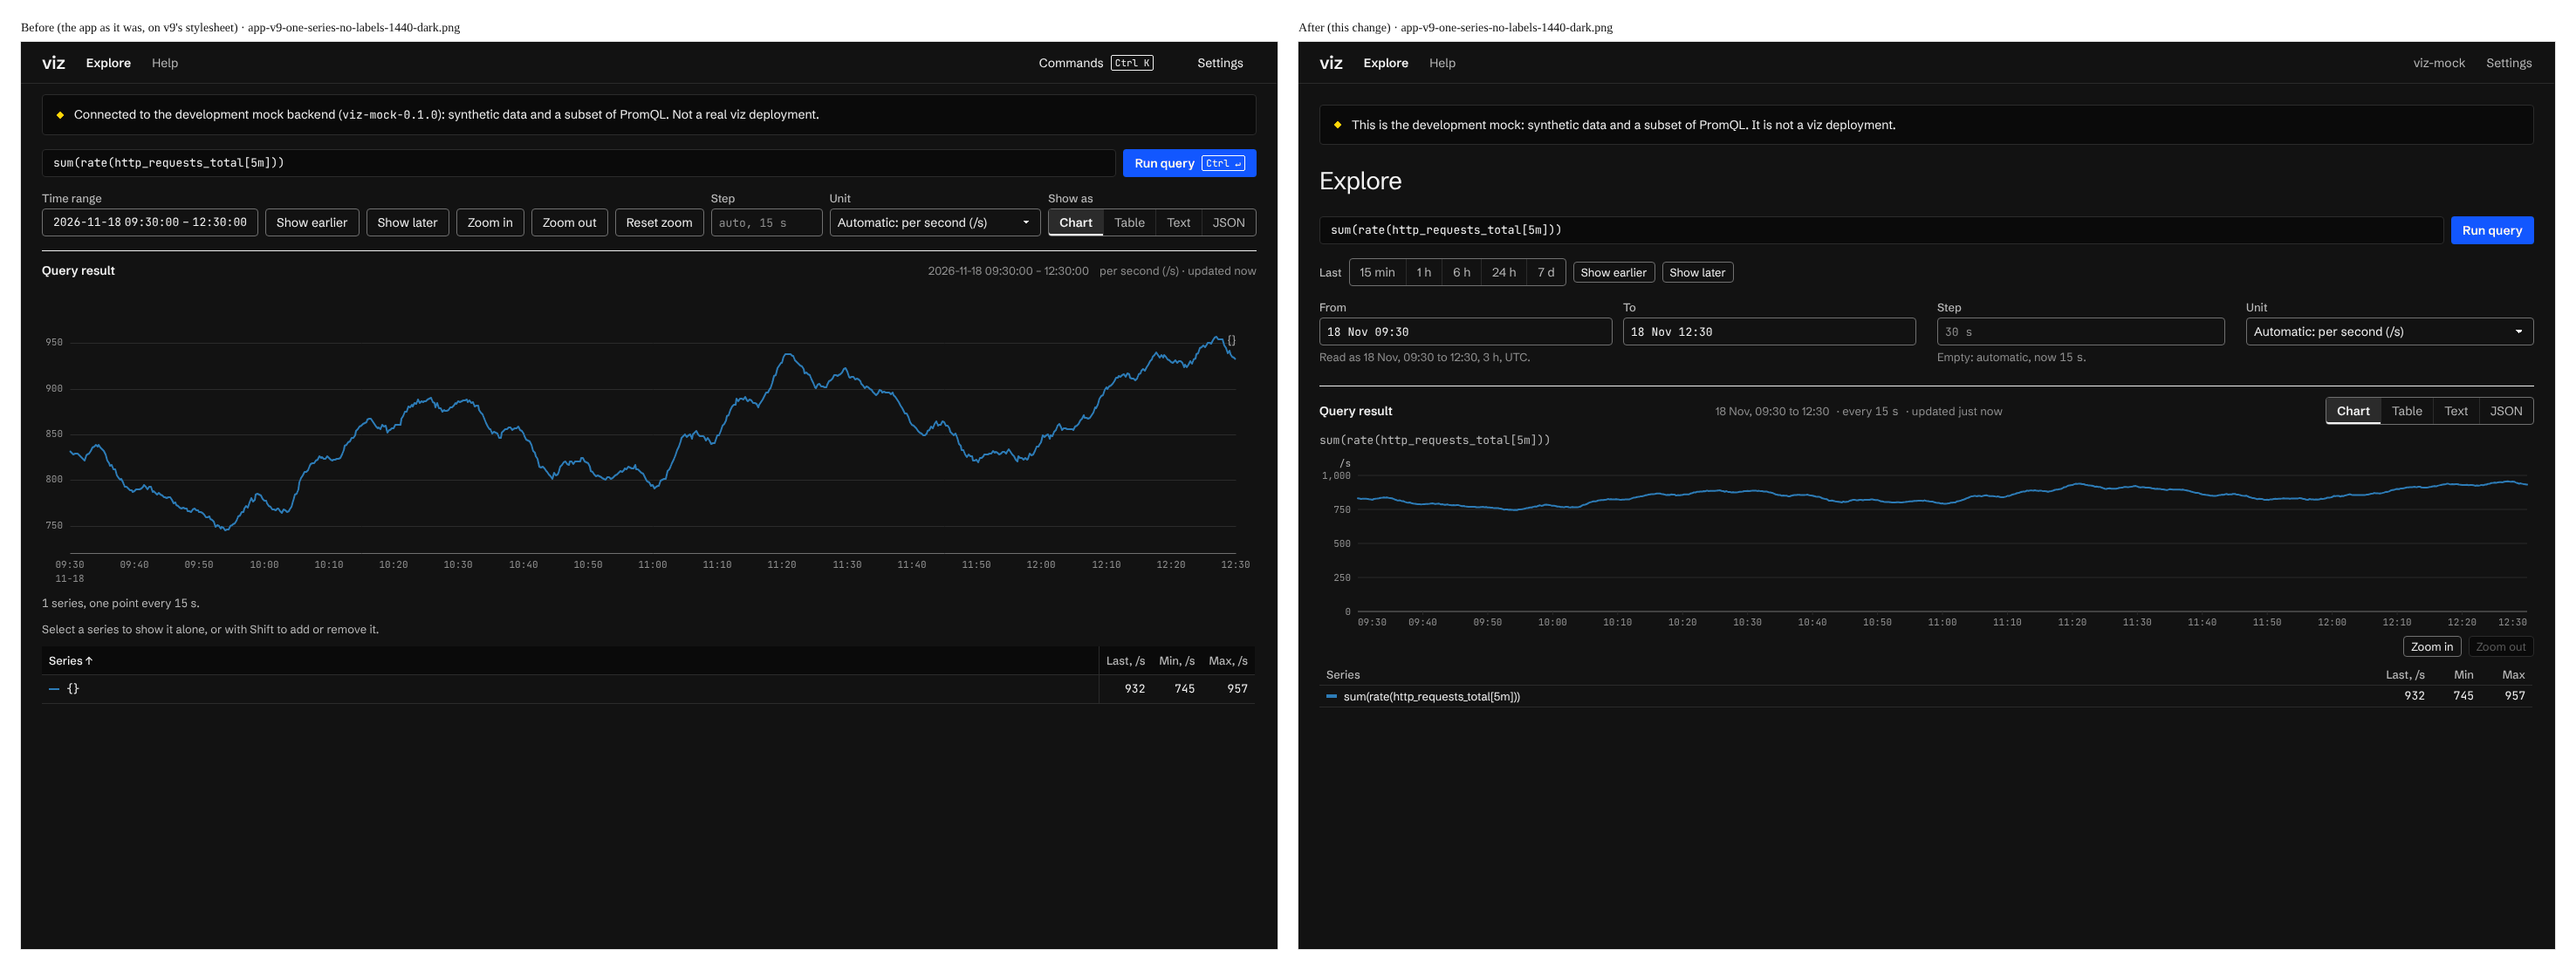 Before (the app as it was, on v9's stylesheet) · app-v9-one-series-no-labels-1440-dark.png
viz Explore Help Commands Ctrl K Settings
Connected to the development mock backend (viz-mock-0.1.0): synthetic data and a subset of PromQL. Not a real viz deployment.
sum(rate(http_requests_total[5m])) Run query Ctrl ↵
Time range Step Unit Show as
2026-11-18 09:30:00 – 12:30:00 Show earlier Show later Zoom in Zoom out Reset zoom auto, 15 s Automatic: per second (/s) Chart Table Text JSON
Query result 2026-11-18 09:30:00 – 12:30:00 per second (/s) · updated now
950 {}
900
850
800
750
09:30 09:40 09:50 10:00 10:10 10:20 10:30 10:40 10:50 11:00 11:10 11:20 11:30 11:40 11:50 12:00 12:10 12:20 12:30
11-18
1 series, one point every 15 s.
Select a series to show it alone, or with Shift to add or remove it.
Series ↑ Last, /s Min, /s Max, /s
{} 932 745 957
After (this change) · app-v9-one-series-no-labels-1440-dark.png
viz Explore Help viz-mock Settings
This is the development mock: synthetic data and a subset of PromQL. It is not a viz deployment.
Explore
sum(rate(http_requests_total[5m])) Run query
Last 15 min 1 h 6 h 24 h 7 d Show earlier Show later
From To Step Unit
18 Nov 09:30 18 Nov 12:30 30 s Automatic: per second (/s)
Read as 18 Nov, 09:30 to 12:30, 3 h, UTC. Empty: automatic, now 15 s.
Query result 18 Nov, 09:30 to 12:30 · every 15 s · updated just now Chart Table Text JSON
sum(rate(http_requests_total[5m]))
/s
1,000
750
500
250
0
09:30 09:40 09:50 10:00 10:10 10:20 10:30 10:40 10:50 11:00 11:10 11:20 11:30 11:40 11:50 12:00 12:10 12:20 12:30
Zoom in Zoom out
Series Last, /s Min Max
sum(rate(http_requests_total[5m])) 932 745 957